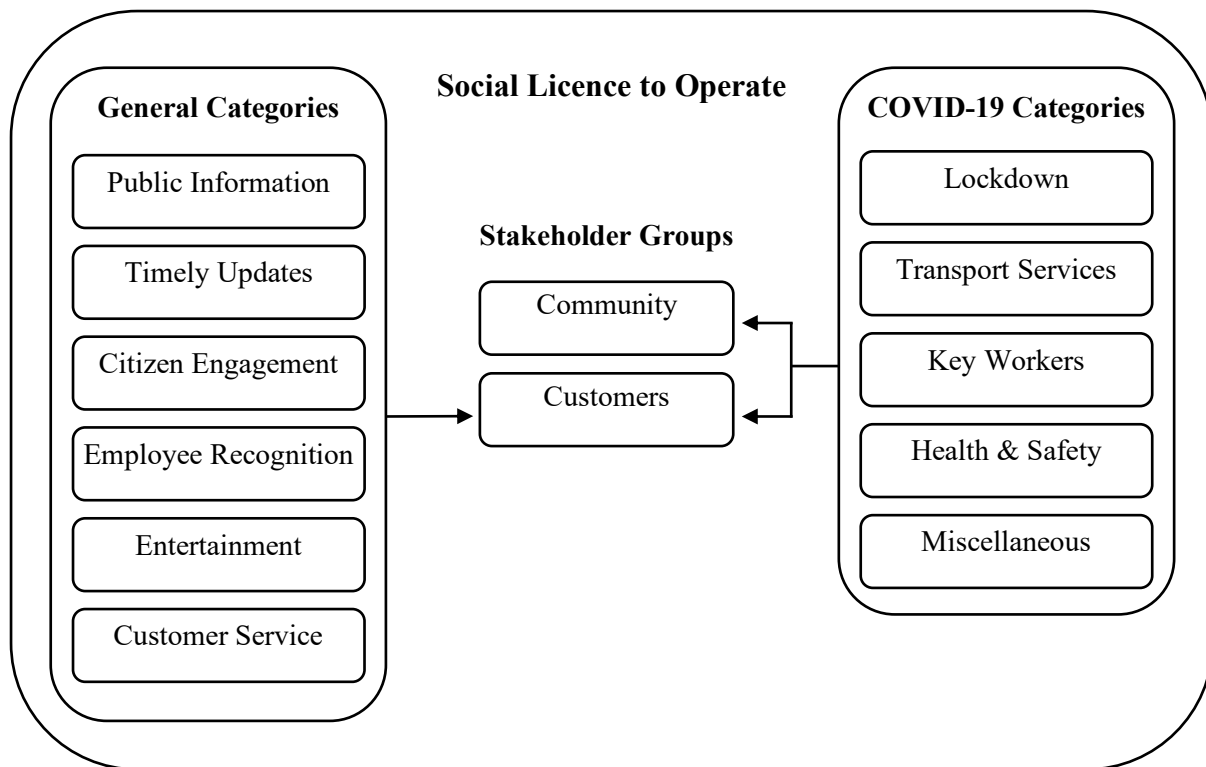 Social Licence to Operate
General Categories
Public Information
Timely Updates
Citizen Engagement
Employee Recognition
Entertainment
Customer Service
Stakeholder Groups
Community
Customers
COVID-19 Categories
Lockdown
Transport Services
Key Workers
Health & Safety
Miscellaneous